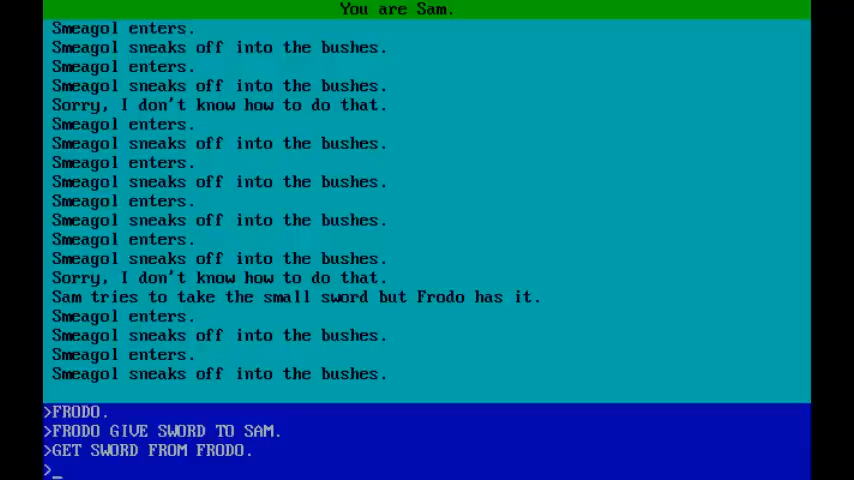 You are Sam.
Smeagol enters.
Smeagol sneaks off into the bushes.
Smeagol enters.
Smeagol sneaks off into the bushes.
Sorry, I don't know how to do that.
Smeagol enters.
Smeagol sneaks off into the bushes.
Smeagol enters.
Smeagol sneaks off into the bushes.
Smeagol enters.
Smeagol sneaks off into the bushes.
Smeagol enters.
Smeagol sneaks off into the bushes.
Sorry, I don't know how to do that.
Sam tries to take the small sword but Frodo has it.
Smeagol enters.
Smeagol sneaks off into the bushes.
Smeagol enters.
Smeagol sneaks off into the bushes.
>FRODO.
>FRODO GIVE SWORD TO SAM.
>GET SWORD FROM FRODO.
>_